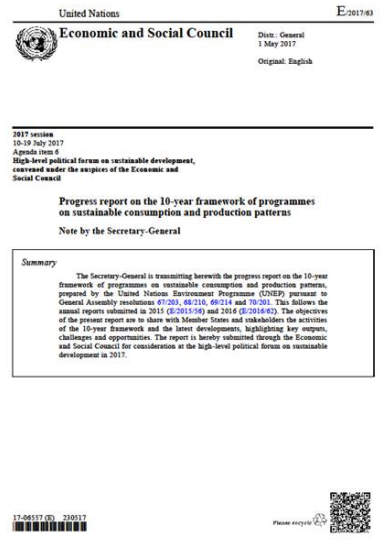 United Nations
E/2017/63
Economic and Social Council
Distr.: General
1 May 2017
Original: English
2017 session
10-19 July 2017
Agenda item 6
High-level political forum on sustainable development,
convened under the auspices of the Economic and
Social Council
Progress report on the 10-year framework of programmes
on sustainable consumption and production patterns
Note by the Secretary-General
Summary
The Secretary-General is transmitting herewith the progress report on the 10-year
framework of programmes on sustainable consumption and production patterns,
prepared by the United Nations Environment Programme (UNEP) pursuant to
General Assembly resolutions 67/203, 68/210, 69/214 and 70/201. This follows the
annual reports submitted in 2015 (E/2015/56) and 2016 (E/2016/62). The objectives
of the present report are to share with Member States and stakeholders the activities
of the 10-year framework and the latest developments, highlighting key outputs,
challenges and opportunities. The report is hereby submitted through the Economic
and Social Council for consideration at the high-level political forum on sustainable
development in 2017.
17-06557 (E) 230517
Please recycle